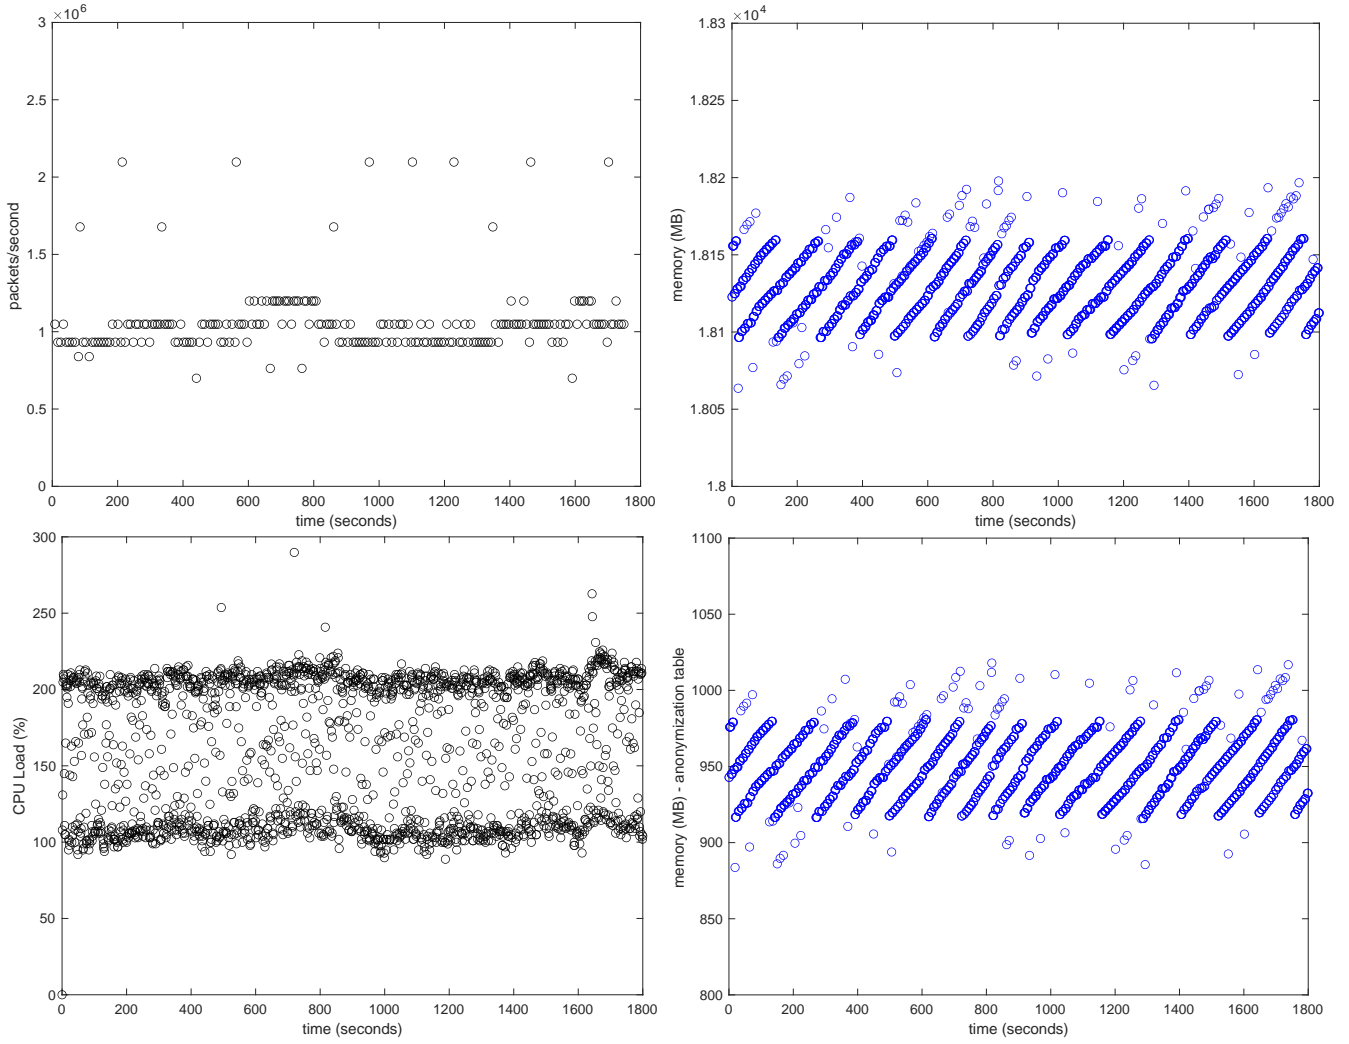 ×10⁶
3
2.5
2
1.5
1
0.5
0
packets/second
0 200 400 600 800 1000 1200 1400 1600 1800
time (seconds)
×10⁴
1.83
1.825
1.82
1.815
1.81
1.805
1.8
memory (MB)
0 200 400 600 800 1000 1200 1400 1600 1800
time (seconds)
300
250
200
150
100
50
0
CPU Load (%)
0 200 400 600 800 1000 1200 1400 1600 1800
time (seconds)
1100
1050
1000
950
900
850
800
memory (MB) - anonymization table
0 200 400 600 800 1000 1200 1400 1600 1800
time (seconds)